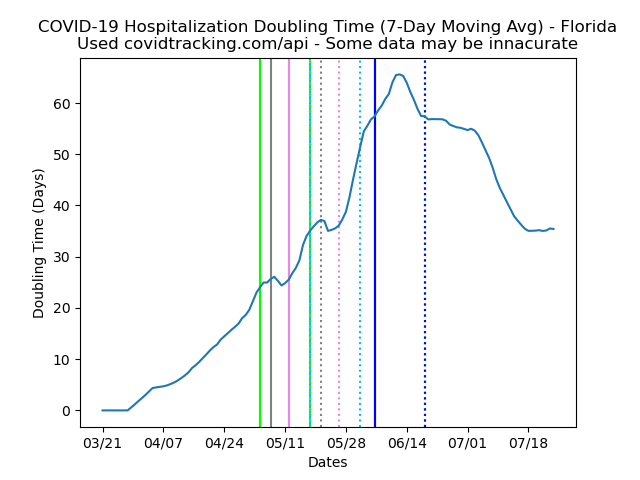 COVID-19 Hospitalization Doubling Time (7-Day Moving Avg) - Florida
Used covidtracking.com/api - Some data may be innacurate
Doubling Time (Days)
60
50
40
30
20
10
0
03/21 04/07 04/24 05/11 05/28 06/14 07/01 07/18
Dates